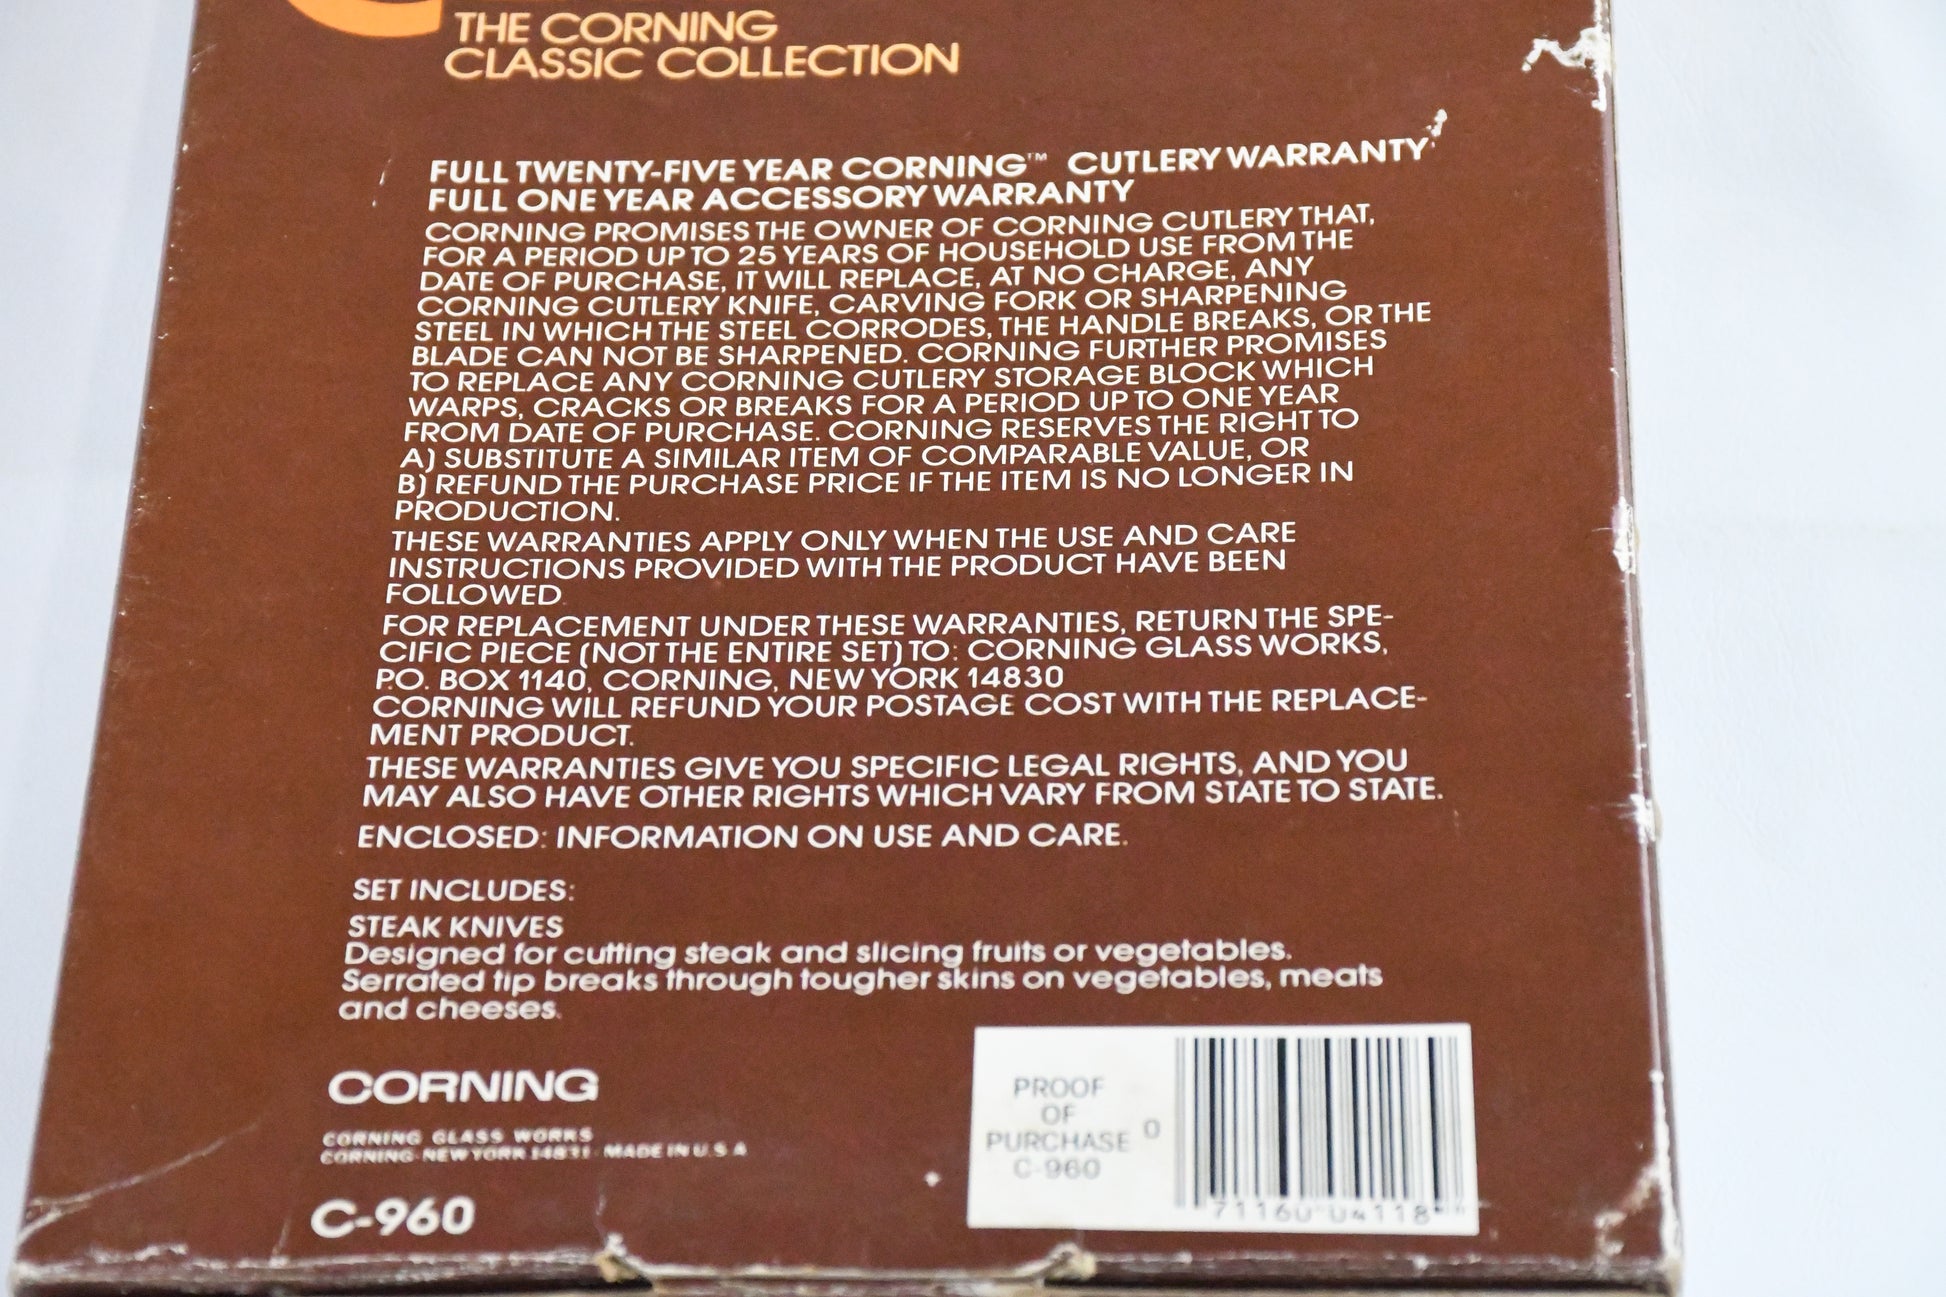 THE CORNING
CLASSIC COLLECTION
FULL TWENTY-FIVE YEAR CORNING™ CUTLERY WARRANTY
FULL ONE YEAR ACCESSORY WARRANTY
CORNING PROMISES THE OWNER OF CORNING CUTLERY THAT,
FOR A PERIOD UP TO 25 YEARS OF HOUSEHOLD USE FROM THE
DATE OF PURCHASE, IT WILL REPLACE, AT NO CHARGE, ANY
CORNING CUTLERY KNIFE, CARVING FORK OR SHARPENING
STEEL IN WHICH THE STEEL CORRODES, THE HANDLE BREAKS, OR THE
BLADE CAN NOT BE SHARPENED. CORNING FURTHER PROMISES
TO REPLACE ANY CORNING CUTLERY STORAGE BLOCK WHICH
WARPS, CRACKS OR BREAKS FOR A PERIOD UP TO ONE YEAR
FROM DATE OF PURCHASE. CORNING RESERVES THE RIGHT TO
A) SUBSTITUTE A SIMILAR ITEM OF COMPARABLE VALUE, OR
B) REFUND THE PURCHASE PRICE IF THE ITEM IS NO LONGER IN
PRODUCTION.
THESE WARRANTIES APPLY ONLY WHEN THE USE AND CARE
INSTRUCTIONS PROVIDED WITH THE PRODUCT HAVE BEEN
FOLLOWED.
FOR REPLACEMENT UNDER THESE WARRANTIES, RETURN THE SPE-
CIFIC PIECE (NOT THE ENTIRE SET) TO: CORNING GLASS WORKS,
P.O. BOX 1140, CORNING, NEW YORK 14830
CORNING WILL REFUND YOUR POSTAGE COST WITH THE REPLACE-
MENT PRODUCT.
THESE WARRANTIES GIVE YOU SPECIFIC LEGAL RIGHTS, AND YOU
MAY ALSO HAVE OTHER RIGHTS WHICH VARY FROM STATE TO STATE.
ENCLOSED: INFORMATION ON USE AND CARE.
SET INCLUDES:
STEAK KNIVES
Designed for cutting steak and slicing fruits or vegetables.
Serrated tip breaks through tougher skins on vegetables, meats
and cheeses.
CORNING
CORNING GLASS WORKS
CORNING NEW YORK 14831 MADE IN U.S.A
C-960
PROOF
OF
PURCHASE
C-960
0
71160 04118